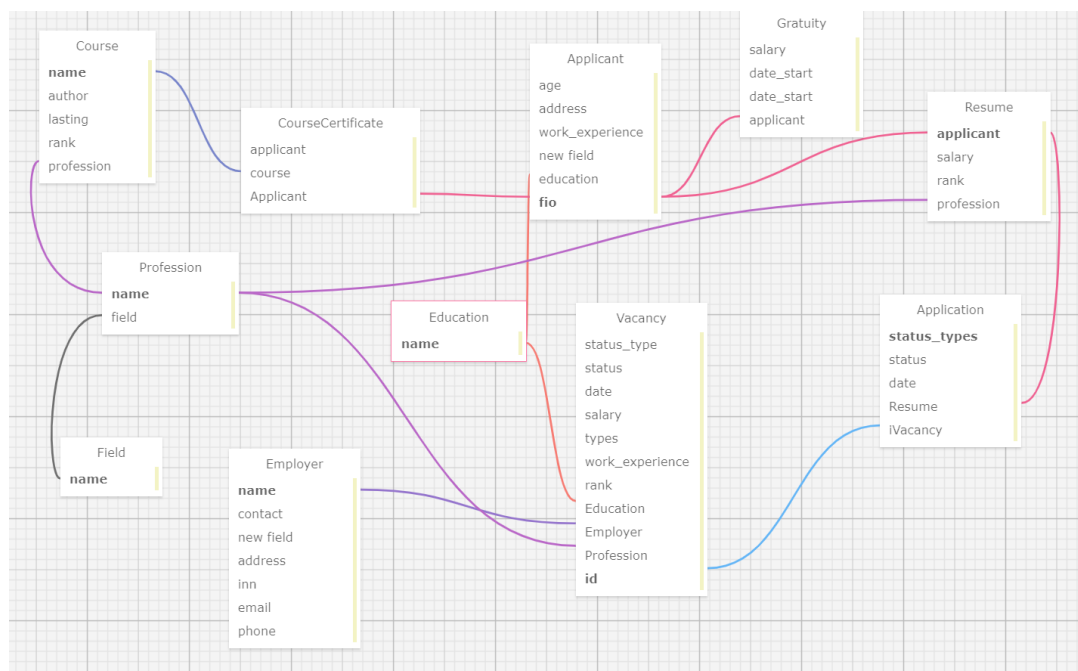 Course
name
author
lasting
rank
profession
CourseCertificate
applicant
course
Applicant
Applicant
age
address
work_experience
new field
education
fio
Gratuity
salary
date_start
date_start
applicant
Resume
applicant
salary
rank
profession
Profession
name
field
Education
name
Vacancy
status_type
status
date
salary
types
work_experience
rank
Education
Employer
Profession
id
Application
status_types
status
date
Resume
iVacancy
Field
name
Employer
name
contact
new field
address
inn
email
phone